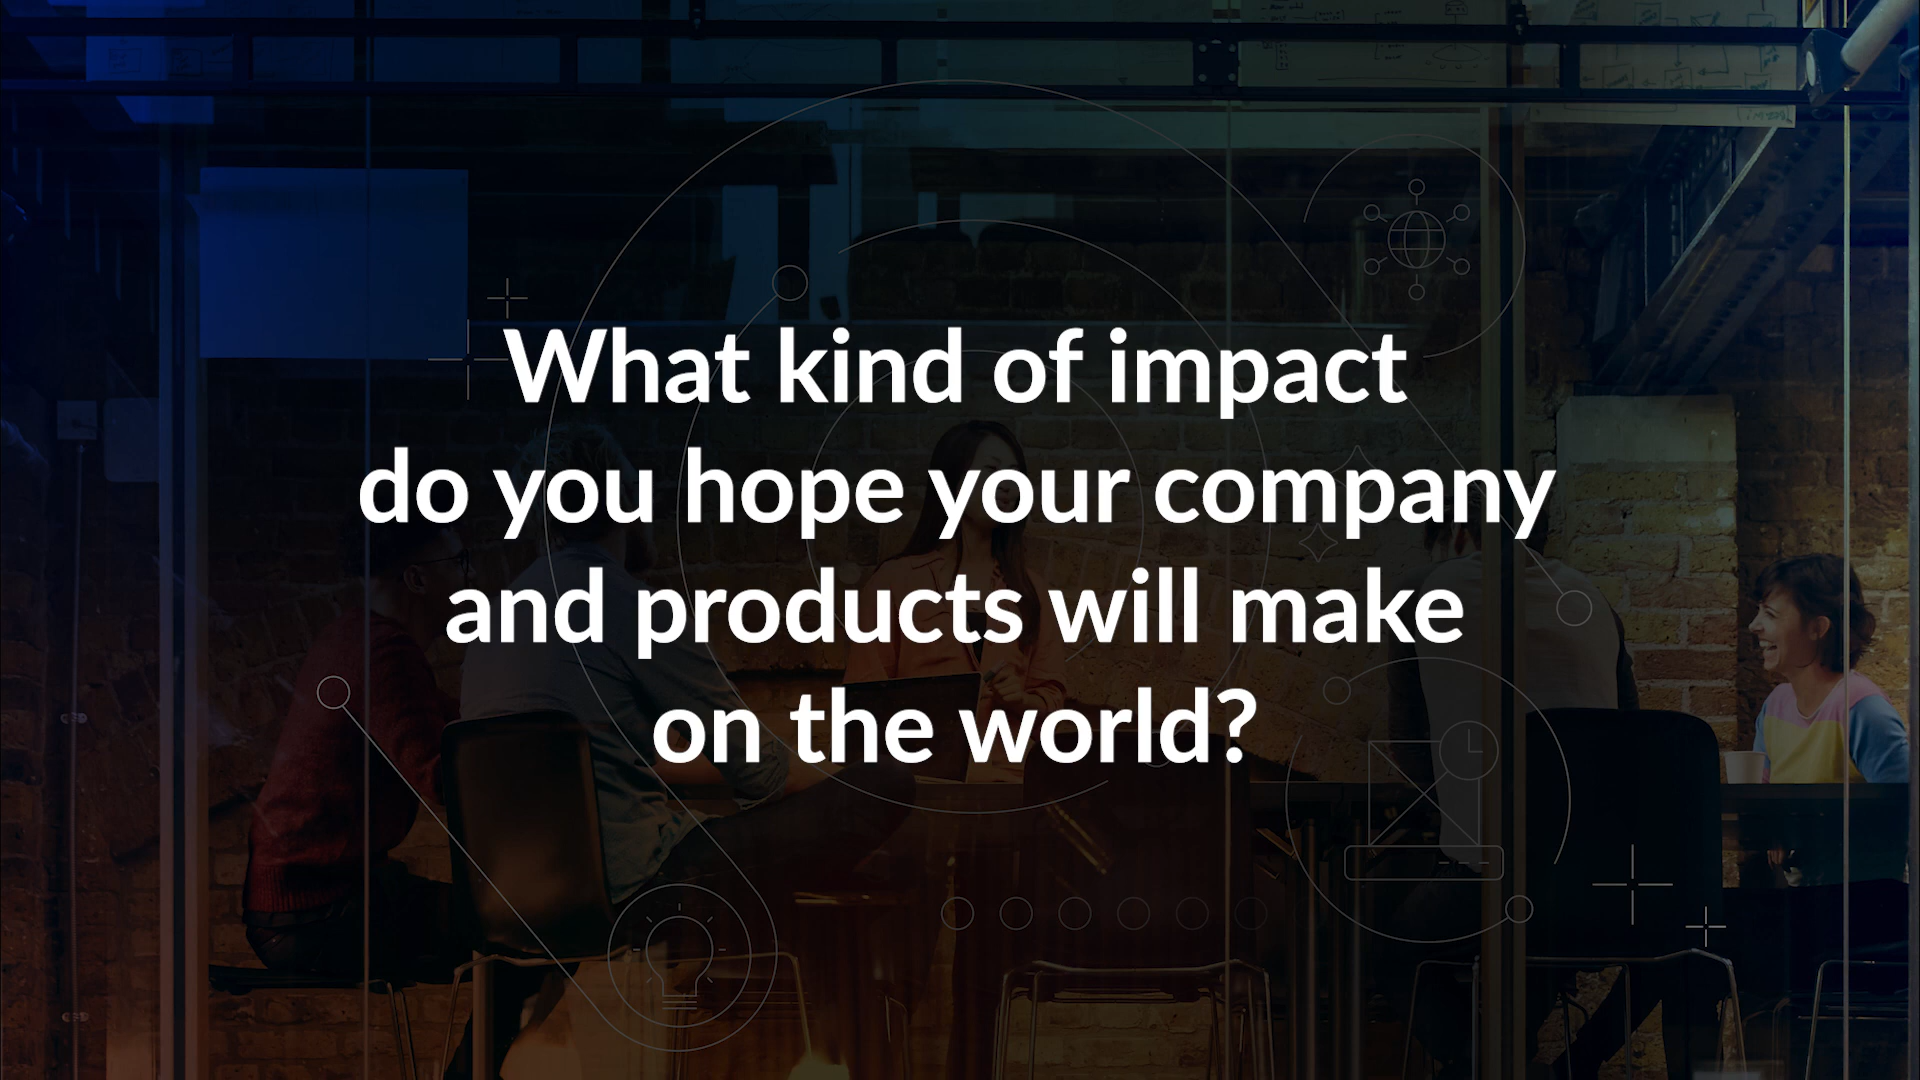 What kind of impact
do you hope your company
and products will make
on the world?